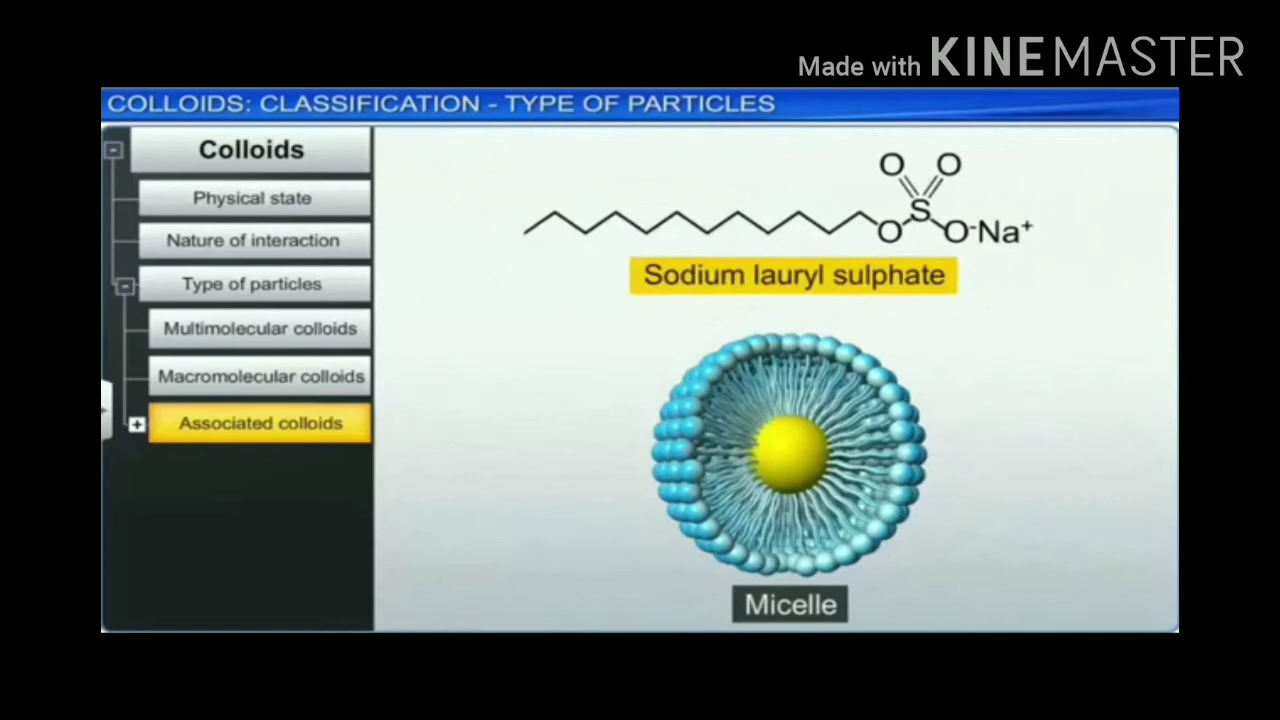 Made with KINEMASTER
COLLOIDS: CLASSIFICATION - TYPE OF PARTICLES
Colloids
Physical state
Nature of interaction
Type of particles
Multimolecular colloids
Macromolecular colloids
Associated colloids
O O
S
O O⁻Na⁺
Sodium lauryl sulphate
Micelle